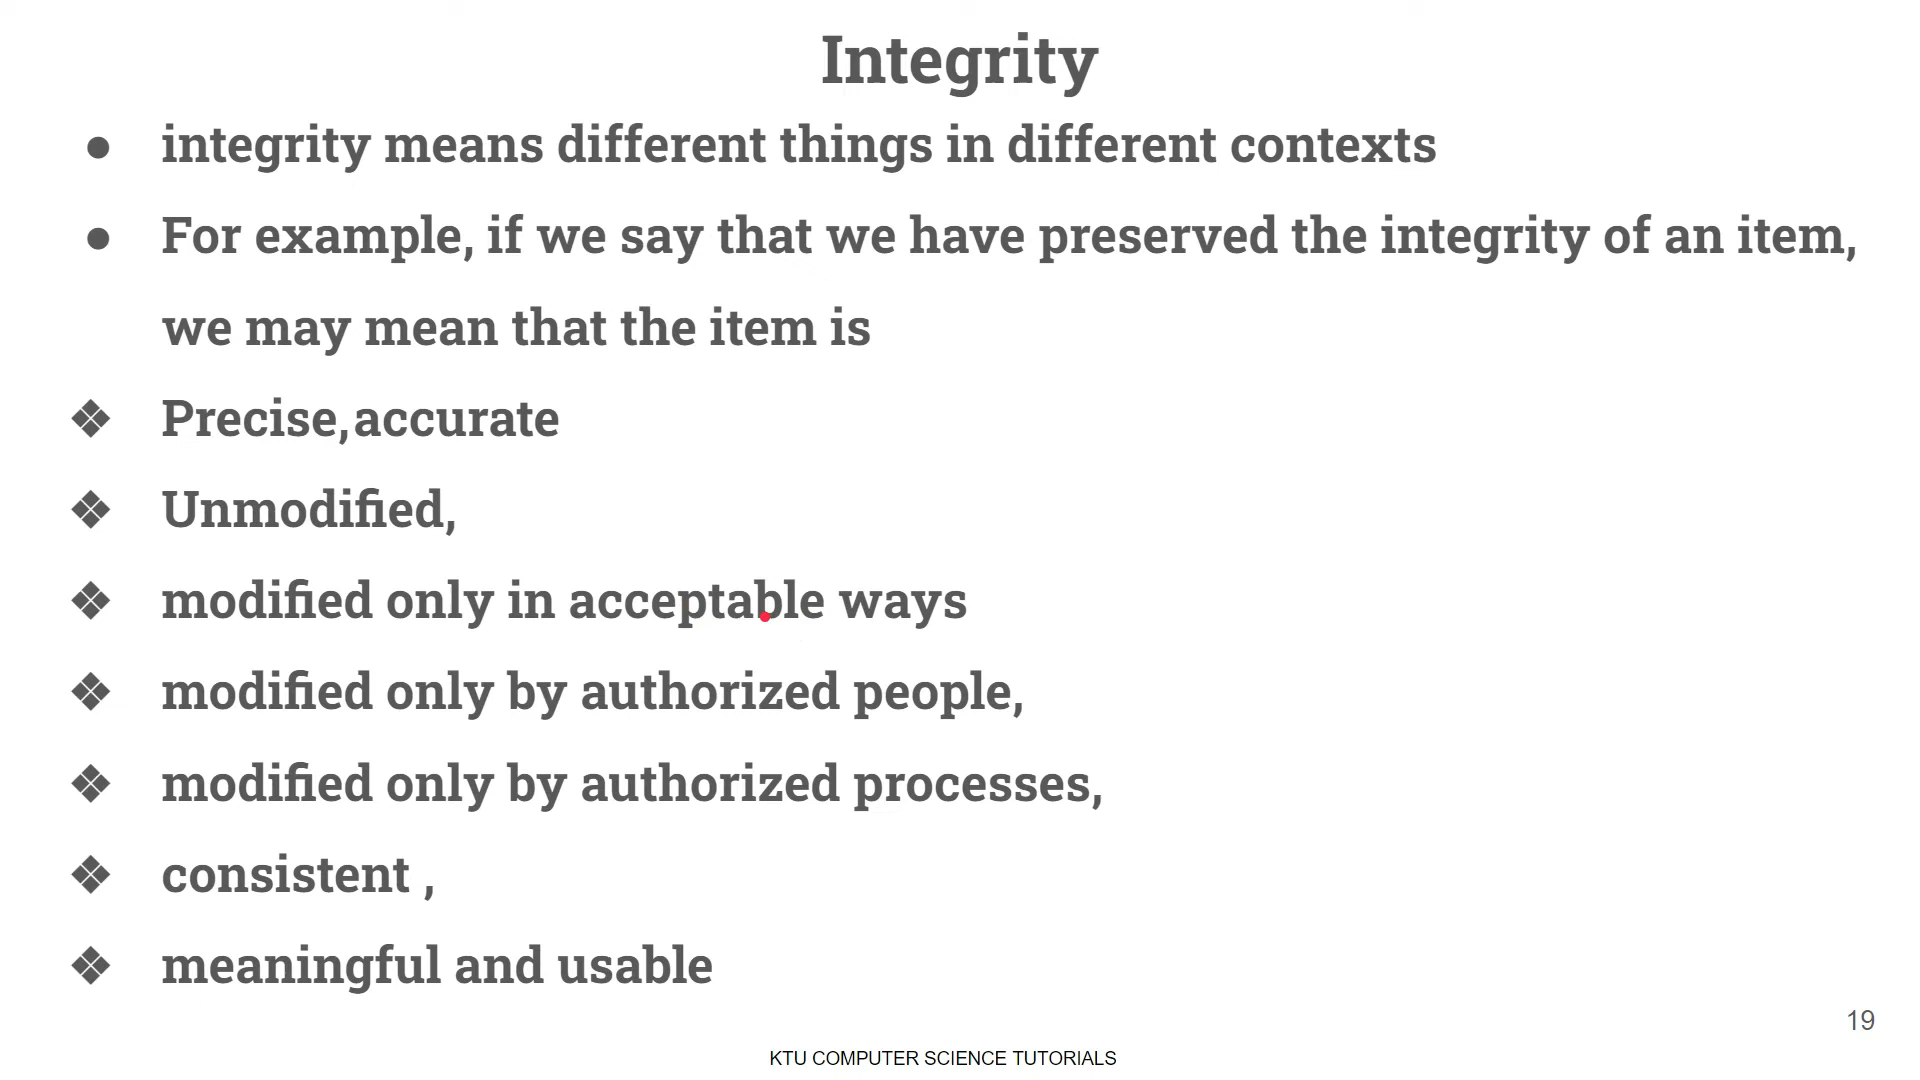 Integrity
● integrity means different things in different contexts
● For example, if we say that we have preserved the integrity of an item,
we may mean that the item is
❖ Precise,accurate
❖ Unmodified,
❖ modified only in acceptable ways
❖ modified only by authorized people,
❖ modified only by authorized processes,
❖ consistent ,
❖ meaningful and usable
19
KTU COMPUTER SCIENCE TUTORIALS